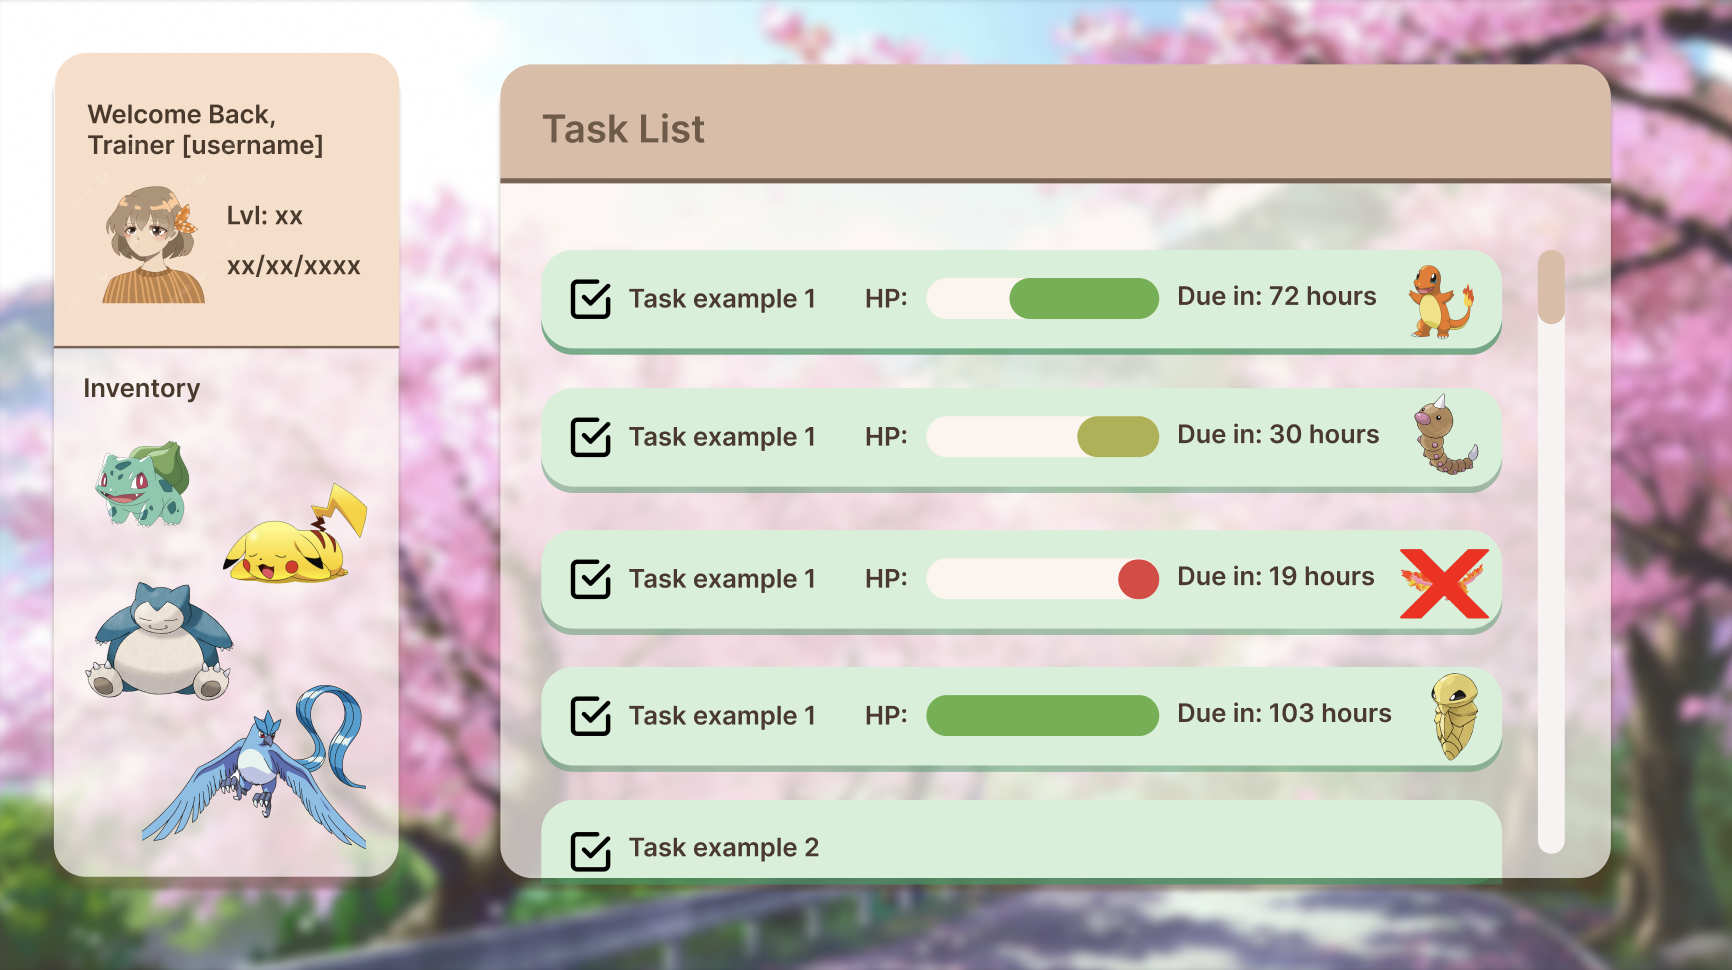 Welcome Back,
Trainer [username]
Lvl: xx
xx/xx/xxxx
Inventory
Task List
Task example 1 HP: Due in: 72 hours
Task example 1 HP: Due in: 30 hours
Task example 1 HP: Due in: 19 hours
Task example 1 HP: Due in: 103 hours
Task example 2